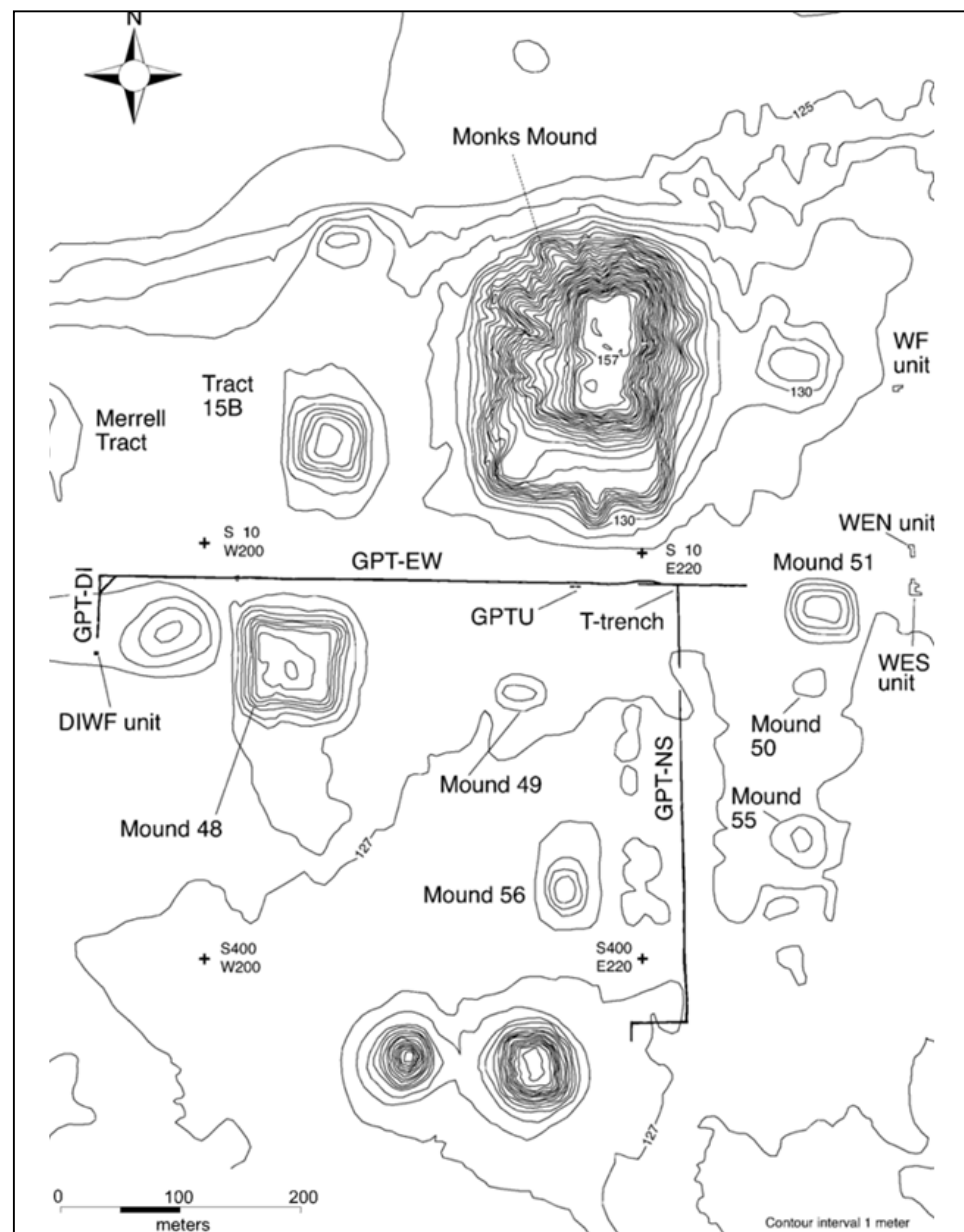 N
125
Monks Mound
157
WF
unit
130
Tract
15B
Merrell
Tract
130
WEN unit
S 10
W200
S 10
E220
GPT-EW
Mound 51
GPT-DI
GPTU
T-trench
WES
unit
DIWF unit
Mound
50
Mound 49
GPT-NS
Mound
55
Mound 48
127
Mound 56
S400
W200
S400
E220
127
0 100 200
meters
Contour interval 1 meter